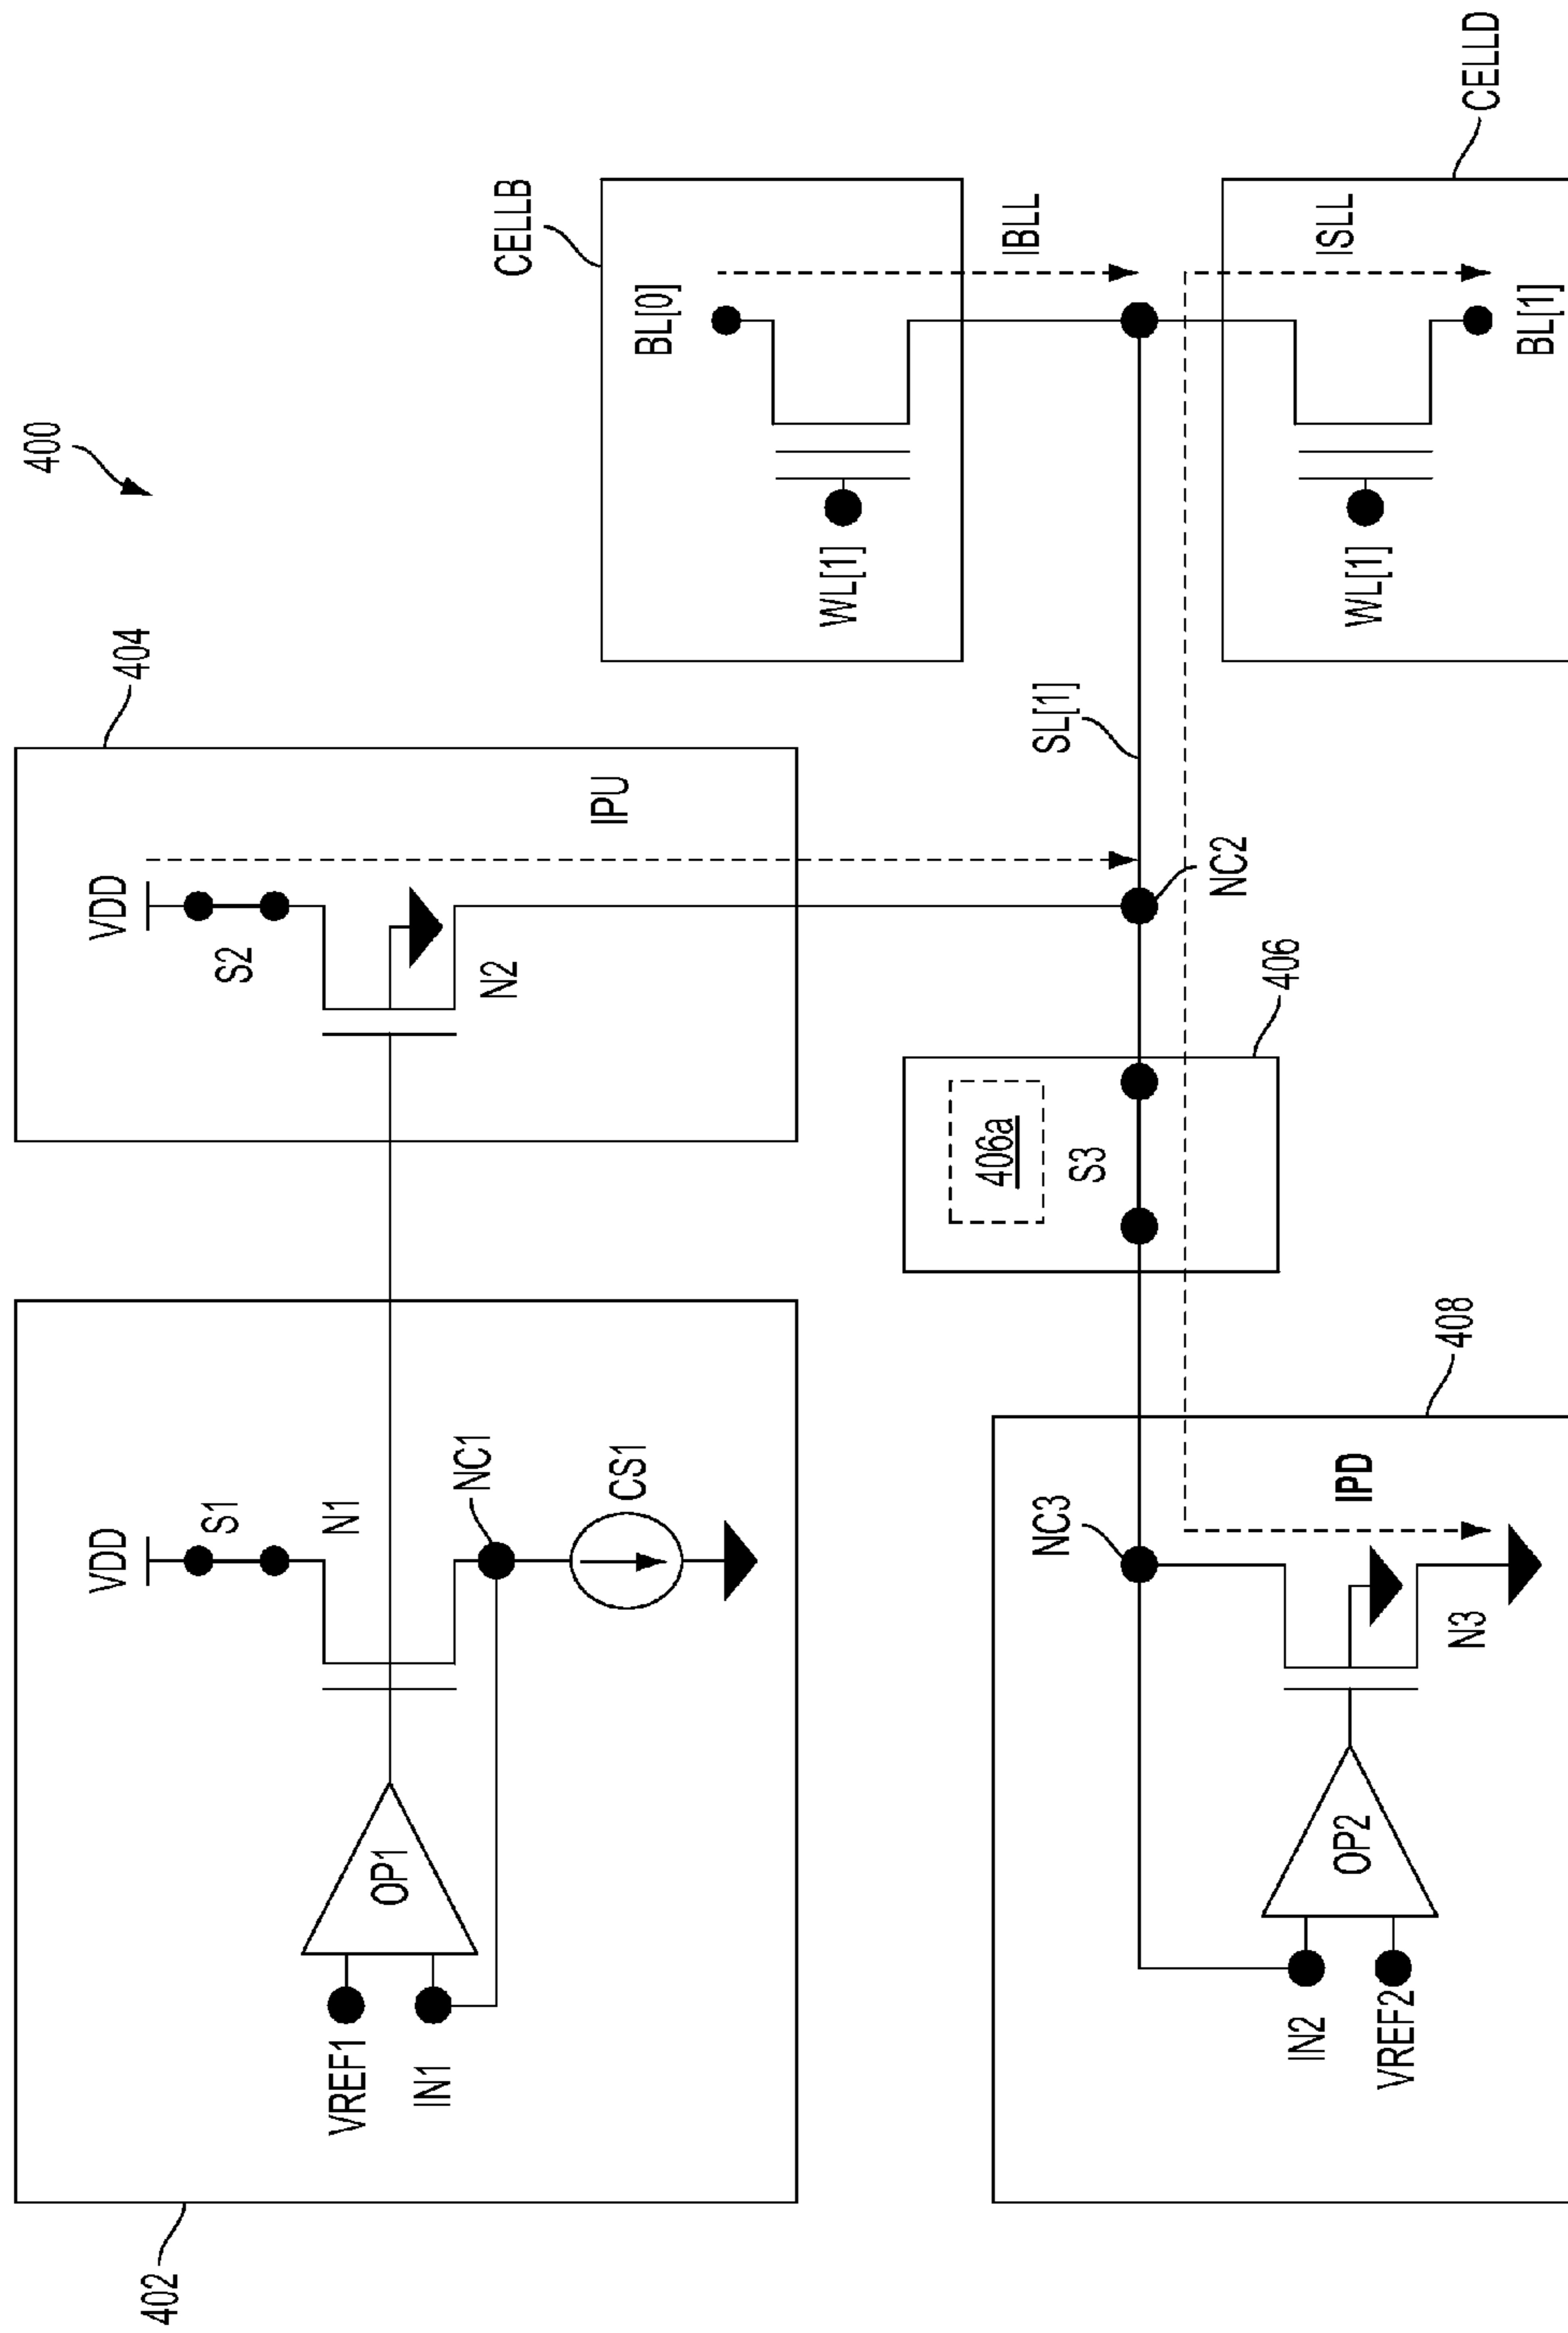 400
402
VDD
S1
N1
NC1
CS1
OP1
VREF1
IN1
404
VDD
S2
N2
IPU
CELLB
BL[0]
WL[1]
IBLL
SL[1]
NC2
406
406a
S3
408
NC3
IPD
N3
OP2
IN2
VREF2
CELLD
ISLL
WL[1]
BL[1]